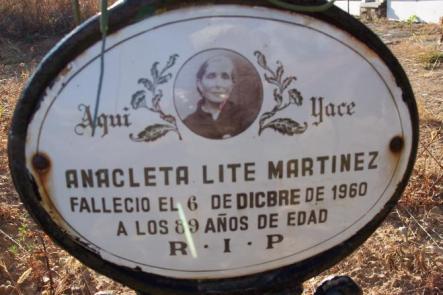 Aqui Yace
ANACLETA LITE MARTINEZ
FALLECIO EL 6 DE DICBRE DE 1960
A LOS 89 AÑOS DE EDAD
R · I · P